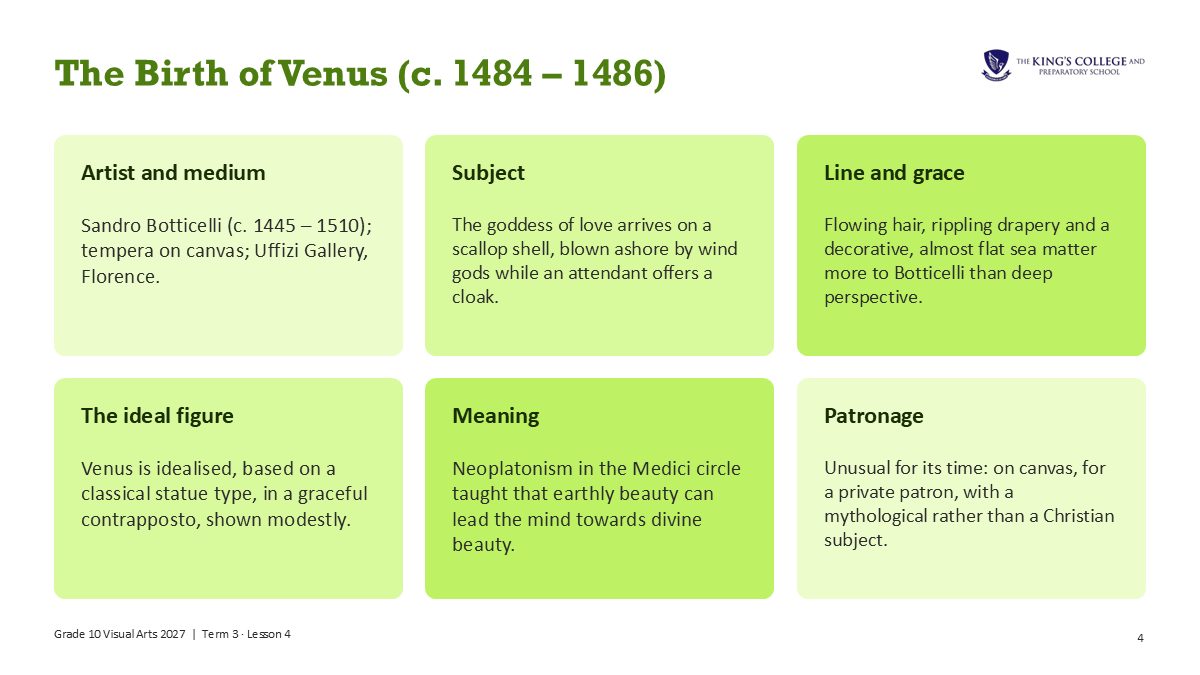 The Birth of Venus (c. 1484 – 1486)
THE KING'S COLLEGE AND
PREPARATORY SCHOOL
Artist and medium
Sandro Botticelli (c. 1445 – 1510);
tempera on canvas; Uffizi Gallery,
Florence.
Subject
The goddess of love arrives on a
scallop shell, blown ashore by wind
gods while an attendant offers a
cloak.
Line and grace
Flowing hair, rippling drapery and a
decorative, almost flat sea matter
more to Botticelli than deep
perspective.
The ideal figure
Venus is idealised, based on a
classical statue type, in a graceful
contrapposto, shown modestly.
Meaning
Neoplatonism in the Medici circle
taught that earthly beauty can
lead the mind towards divine
beauty.
Patronage
Unusual for its time: on canvas, for
a private patron, with a
mythological rather than a Christian
subject.
Grade 10 Visual Arts 2027 | Term 3 · Lesson 4
4